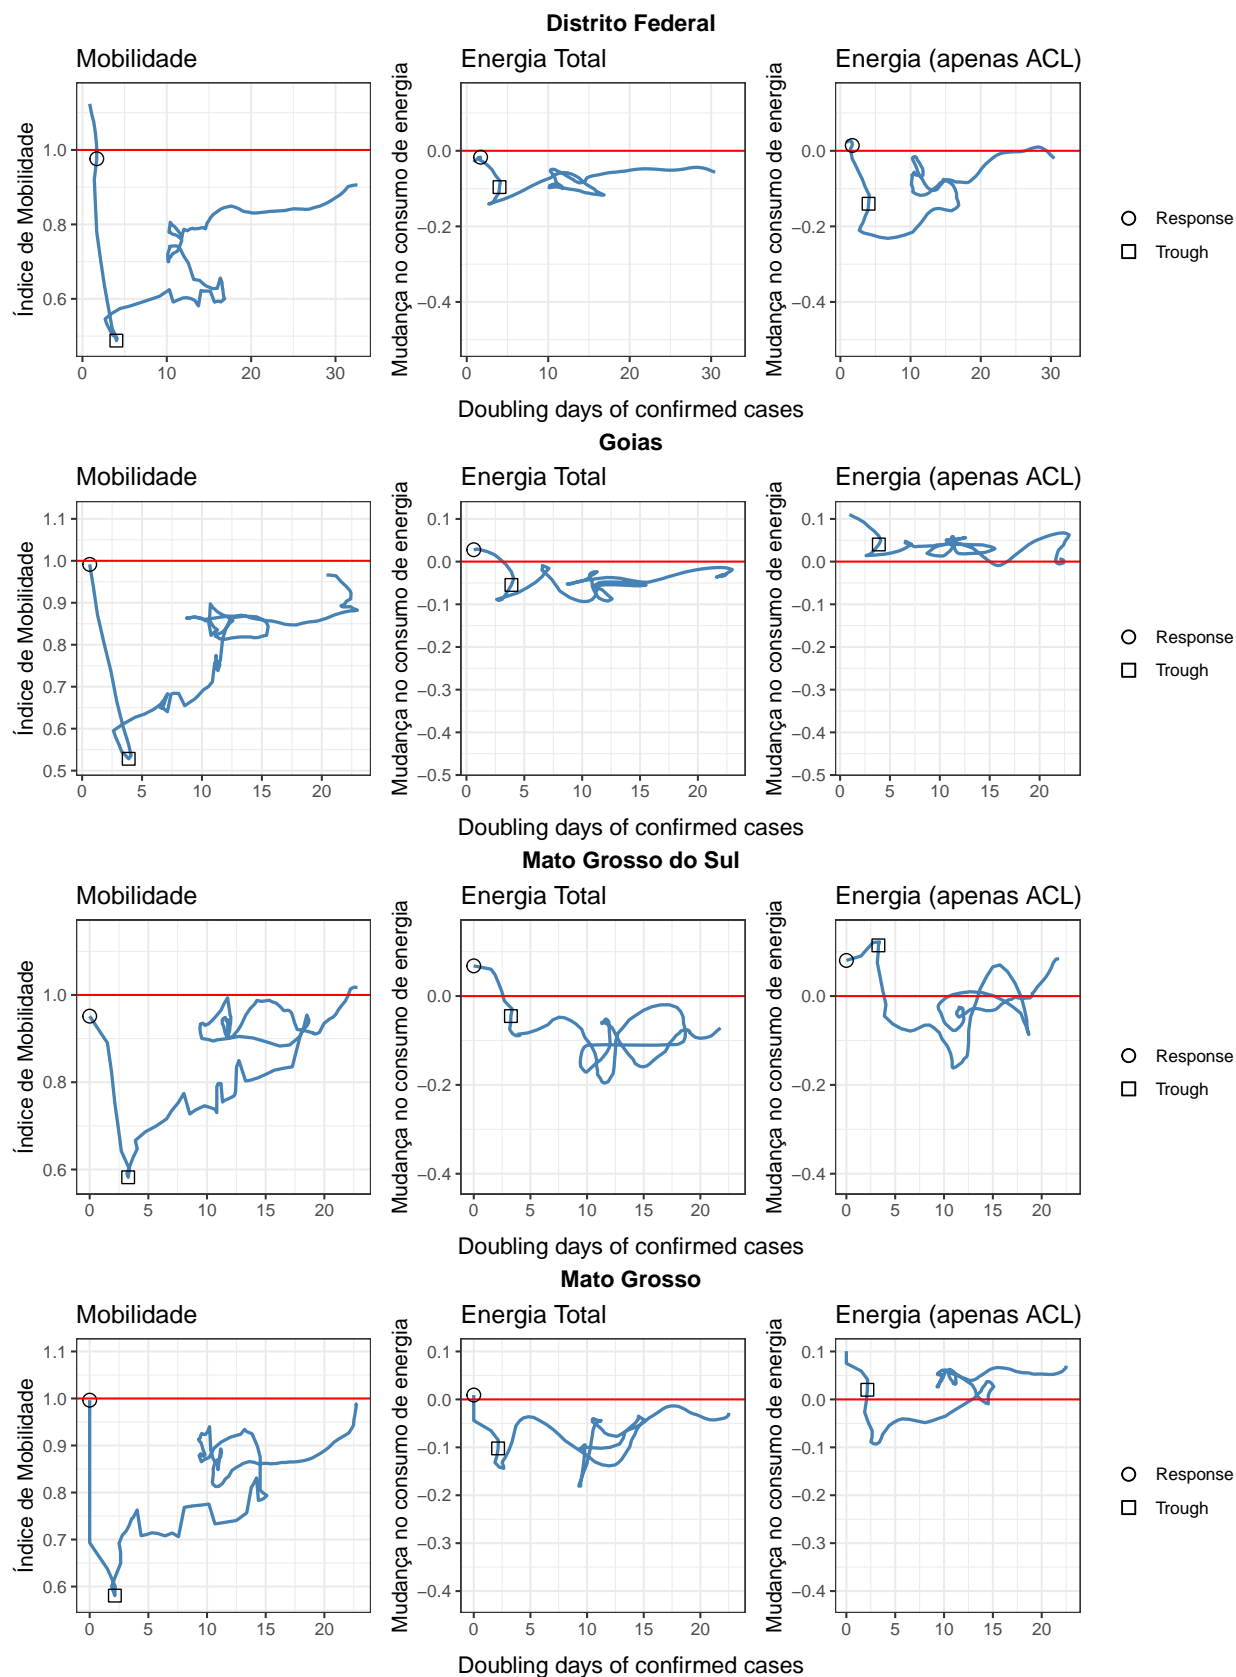 Distrito Federal
Mobilidade
Energia Total
Energia (apenas ACL)
Índice de Mobilidade
1.0
0.8
0.6
0 10 20 30
Mudança no consumo de energia
0.0
−0.2
−0.4
0 10 20 30
Mudança no consumo de energia
0.0
−0.2
−0.4
0 10 20 30
Response
Trough
Doubling days of confirmed cases
Goias
Mobilidade
Energia Total
Energia (apenas ACL)
Índice de Mobilidade
1.1
1.0
0.9
0.8
0.7
0.6
0.5
0 5 10 15 20
Mudança no consumo de energia
0.1
0.0
−0.1
−0.2
−0.3
−0.4
−0.5
0 5 10 15 20
Mudança no consumo de energia
0.1
0.0
−0.1
−0.2
−0.3
−0.4
−0.5
0 5 10 15 20
Response
Trough
Doubling days of confirmed cases
Mato Grosso do Sul
Mobilidade
Energia Total
Energia (apenas ACL)
Índice de Mobilidade
1.0
0.8
0.6
0 5 10 15 20
Mudança no consumo de energia
0.0
−0.2
−0.4
0 5 10 15 20
Mudança no consumo de energia
0.0
−0.2
−0.4
0 5 10 15 20
Response
Trough
Doubling days of confirmed cases
Mato Grosso
Mobilidade
Energia Total
Energia (apenas ACL)
Índice de Mobilidade
1.1
1.0
0.9
0.8
0.7
0.6
0 5 10 15 20
Mudança no consumo de energia
0.1
0.0
−0.1
−0.2
−0.3
−0.4
0 5 10 15 20
Mudança no consumo de energia
0.1
0.0
−0.1
−0.2
−0.3
−0.4
0 5 10 15 20
Response
Trough
Doubling days of confirmed cases